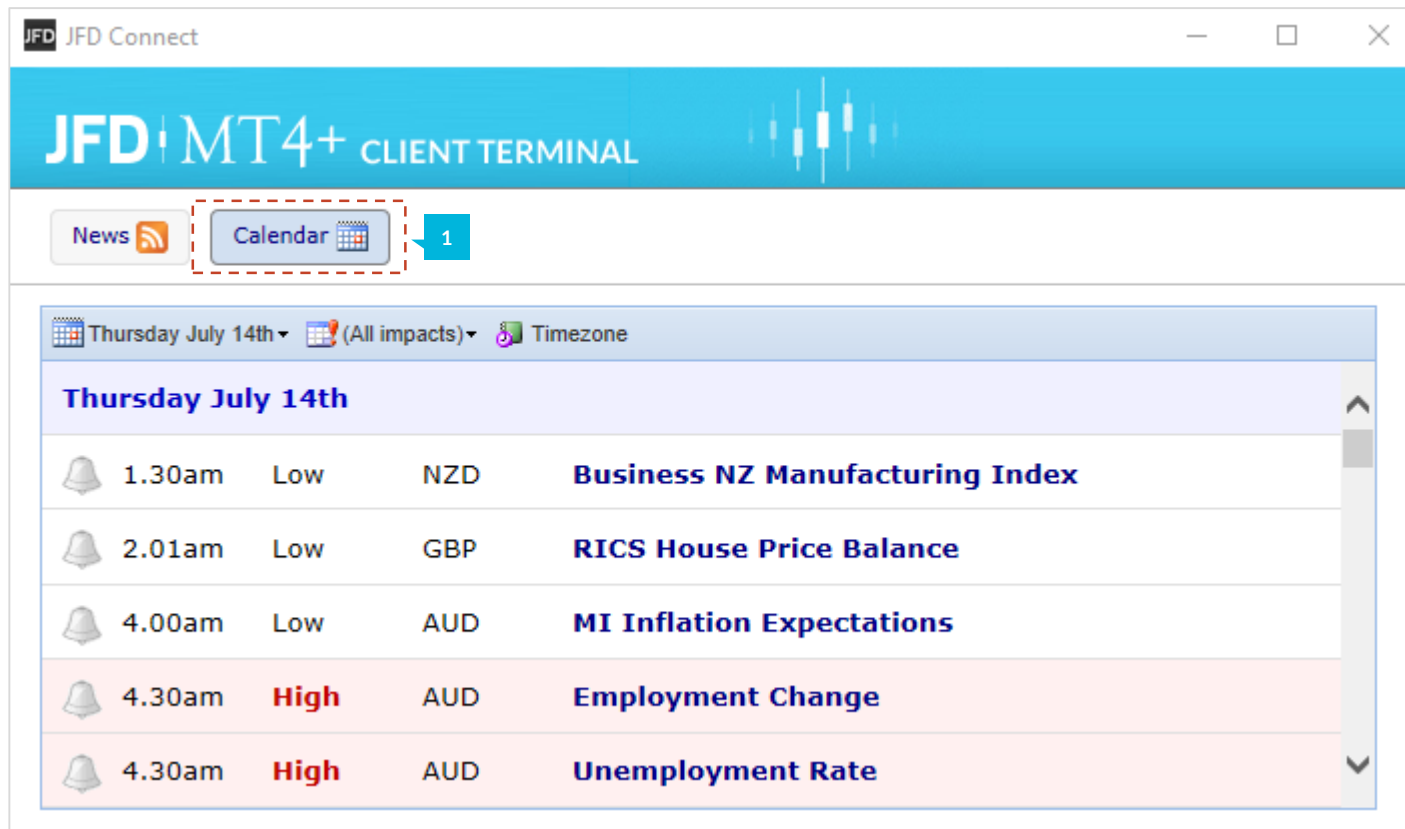 JFD JFD Connect
JFD MT4+ CLIENT TERMINAL
News Calendar 1
Thursday July 14th (All impacts) Timezone
Thursday July 14th
1.30am Low NZD Business NZ Manufacturing Index
2.01am Low GBP RICS House Price Balance
4.00am Low AUD MI Inflation Expectations
4.30am High AUD Employment Change
4.30am High AUD Unemployment Rate